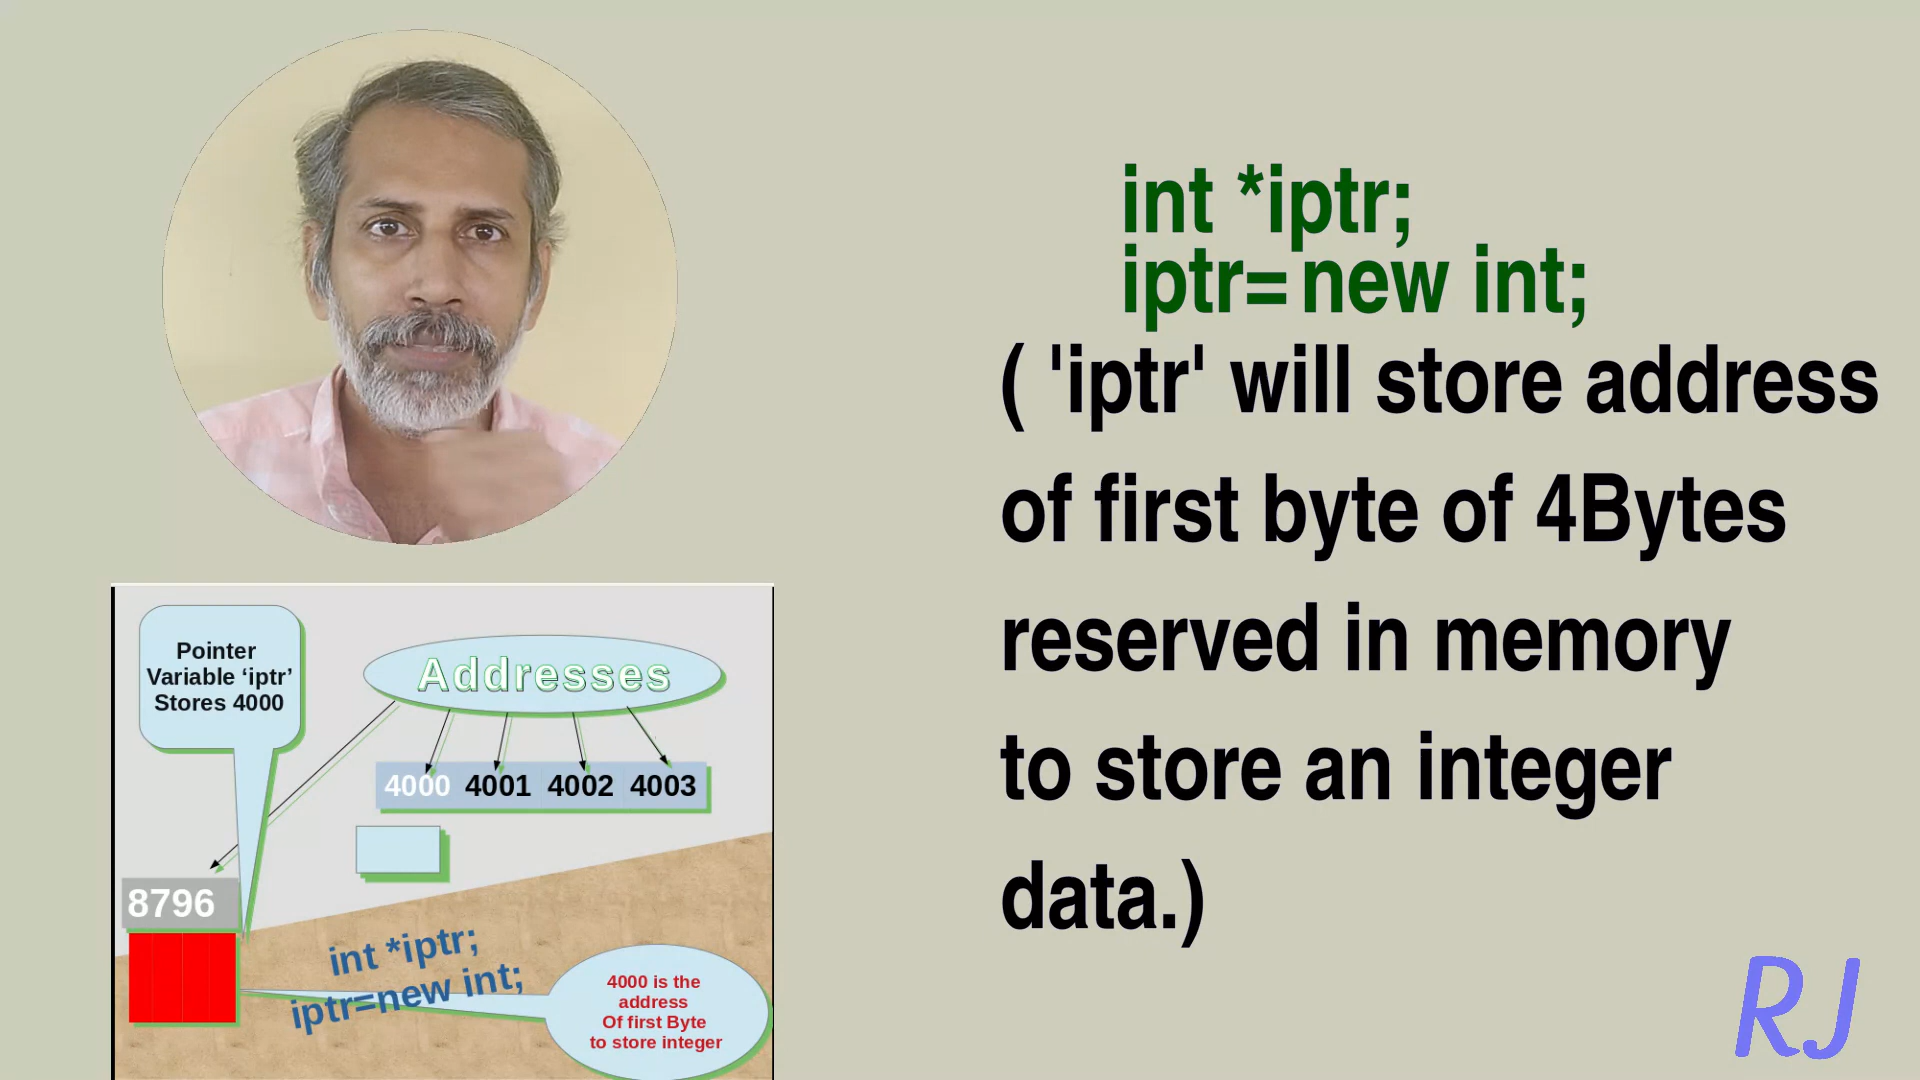 int *iptr;
iptr=new int;
( 'iptr' will store address
of first byte of 4Bytes
reserved in memory
to store an integer
data.)
Pointer
Variable ‘iptr’
Stores 4000
Addresses
4000 4001 4002 4003
8796
int *iptr;
iptr=new int;
4000 is the
address
Of first Byte
to store integer
RJ